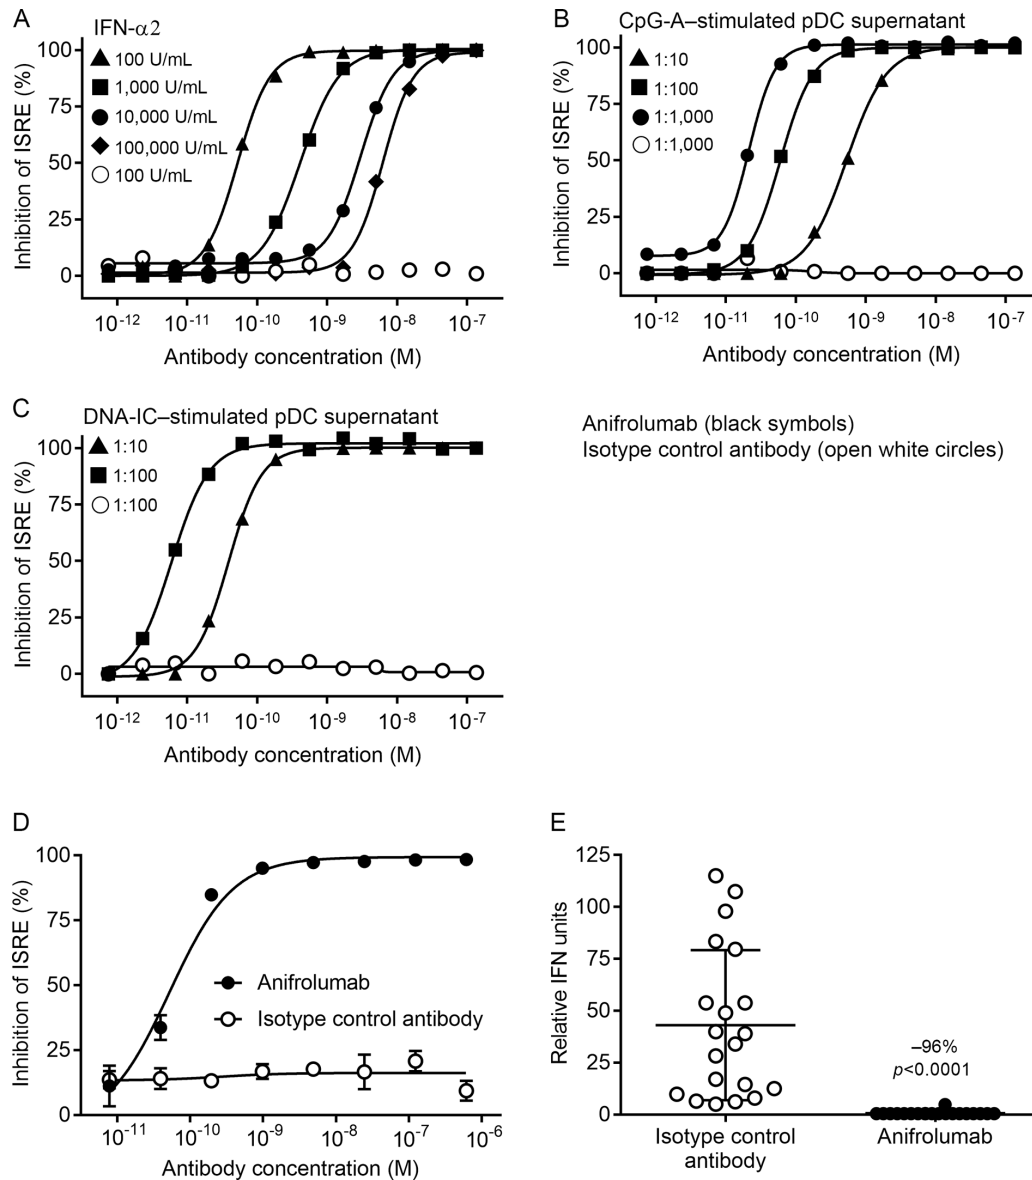 A
IFN-α2
100 U/mL
1,000 U/mL
10,000 U/mL
100,000 U/mL
100 U/mL
Inhibition of ISRE (%)
100
75
50
25
0
10-12 10-11 10-10 10-9 10-8 10-7
Antibody concentration (M)
B
CpG-A–stimulated pDC supernatant
1:10
1:100
1:1,000
1:1,000
Inhibition of ISRE (%)
100
75
50
25
0
10-12 10-11 10-10 10-9 10-8 10-7
Antibody concentration (M)
C
DNA-IC–stimulated pDC supernatant
1:10
1:100
1:100
Inhibition of ISRE (%)
100
75
50
25
0
10-12 10-11 10-10 10-9 10-8 10-7
Antibody concentration (M)
Anifrolumab (black symbols)
Isotype control antibody (open white circles)
D
Inhibition of ISRE (%)
100
75
50
25
0
Anifrolumab
Isotype control antibody
10-11 10-10 10-9 10-8 10-7 10-6
Antibody concentration (M)
E
Relative IFN units
125
100
75
50
25
0
–96%
p<0.0001
Isotype control
antibody
Anifrolumab